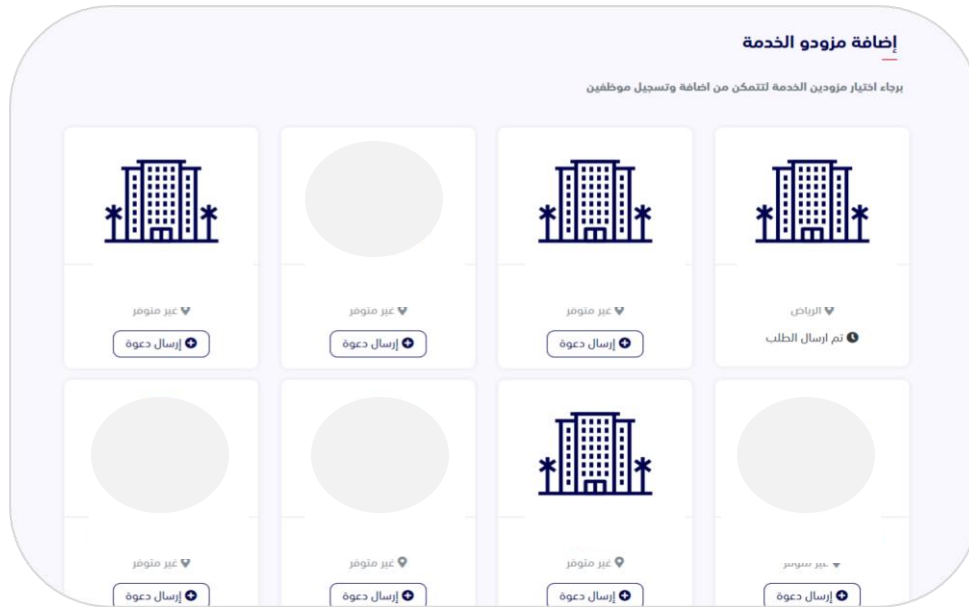 إضافة مزودو الخدمة
برجاء اختيار مزودين الخدمة لتتمكن من اضافة وتسجيل موظفين
الرياض
غير متوفر
غير متوفر
غير متوفر
تم ارسال الطلب
إرسال دعوة
إرسال دعوة
إرسال دعوة
غير متوفر
غير متوفر
غير متوفر
غير متوفر
إرسال دعوة
إرسال دعوة
إرسال دعوة
إرسال دعوة